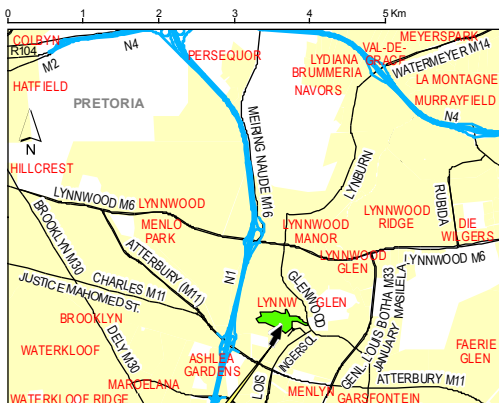 0 1 2 3 4 5 Km
COLBYN
R104
N4
M2
HATFIELD
PERSEQUOR
LYDIANA
BRUMMERIA
NAVORS
VAL-DE-
GRACE
MEYERSPARK
WATERMEYER M14
LA MONTAGNE
MURRAYFIELD
N4
PRETORIA
N
HILLCREST
MEIRING NAUDE M16
LYNBURN
RUBIDA
LYNNWOOD M6
LYNNWOOD
MENLO
PARK
LYNNWOOD
MANOR
LYNNWOOD
RIDGE
DIE
WILGERS
LYNNWOOD
GLEN
LYNNWOOD M6
BROOKLYN M30
ATTERBURY (M11)
CHARLES M11
JUSTICE MAHOMED ST.
N1
GLENWOOD
LYNNW GLEN
GENL. LOUIS BOTHA M33
JANUARY MASILELA
BROOKLYN
DELY M30
WATERKLOOF
ASHLEA
GARDENS
INGERSOL
LOIS
FAERIE
GLEN
MAROELANA
ATTERBURY M11
WATERKLOOF RIDGE
MENLYN
GARSFONTEIN